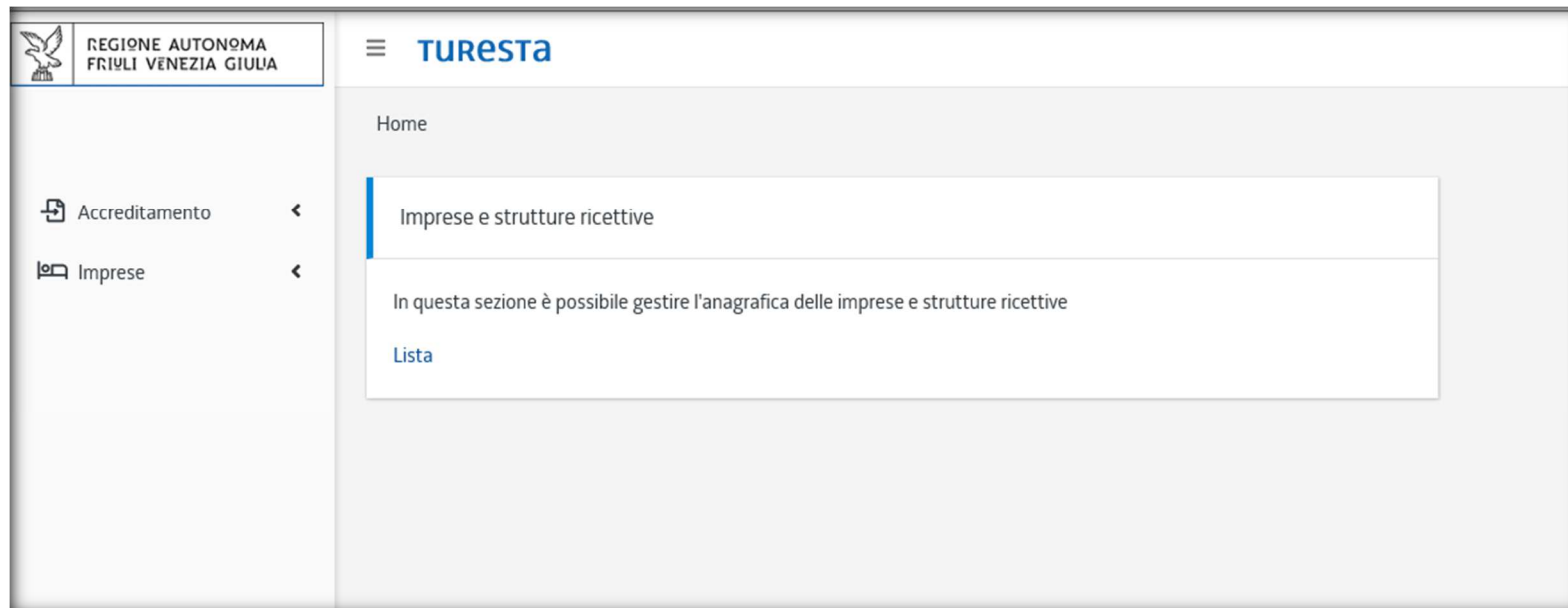 REGIONE AUTONOMA
FRIULI VENEZIA GIULIA
TURESTA
Home
Accreditamento
Imprese
Imprese e strutture ricettive
In questa sezione è possibile gestire l'anagrafica delle imprese e strutture ricettive
Lista